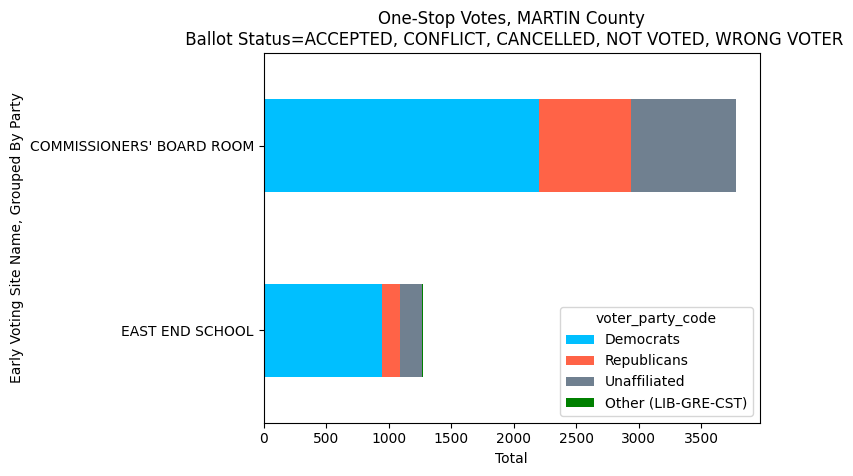 One-Stop Votes, MARTIN County
Ballot Status=ACCEPTED, CONFLICT, CANCELLED, NOT VOTED, WRONG VOTER
Early Voting Site Name, Grouped By Party
COMMISSIONERS' BOARD ROOM
EAST END SCHOOL
voter_party_code
Democrats
Republicans
Unaffiliated
Other (LIB-GRE-CST)
0 500 1000 1500 2000 2500 3000 3500
Total